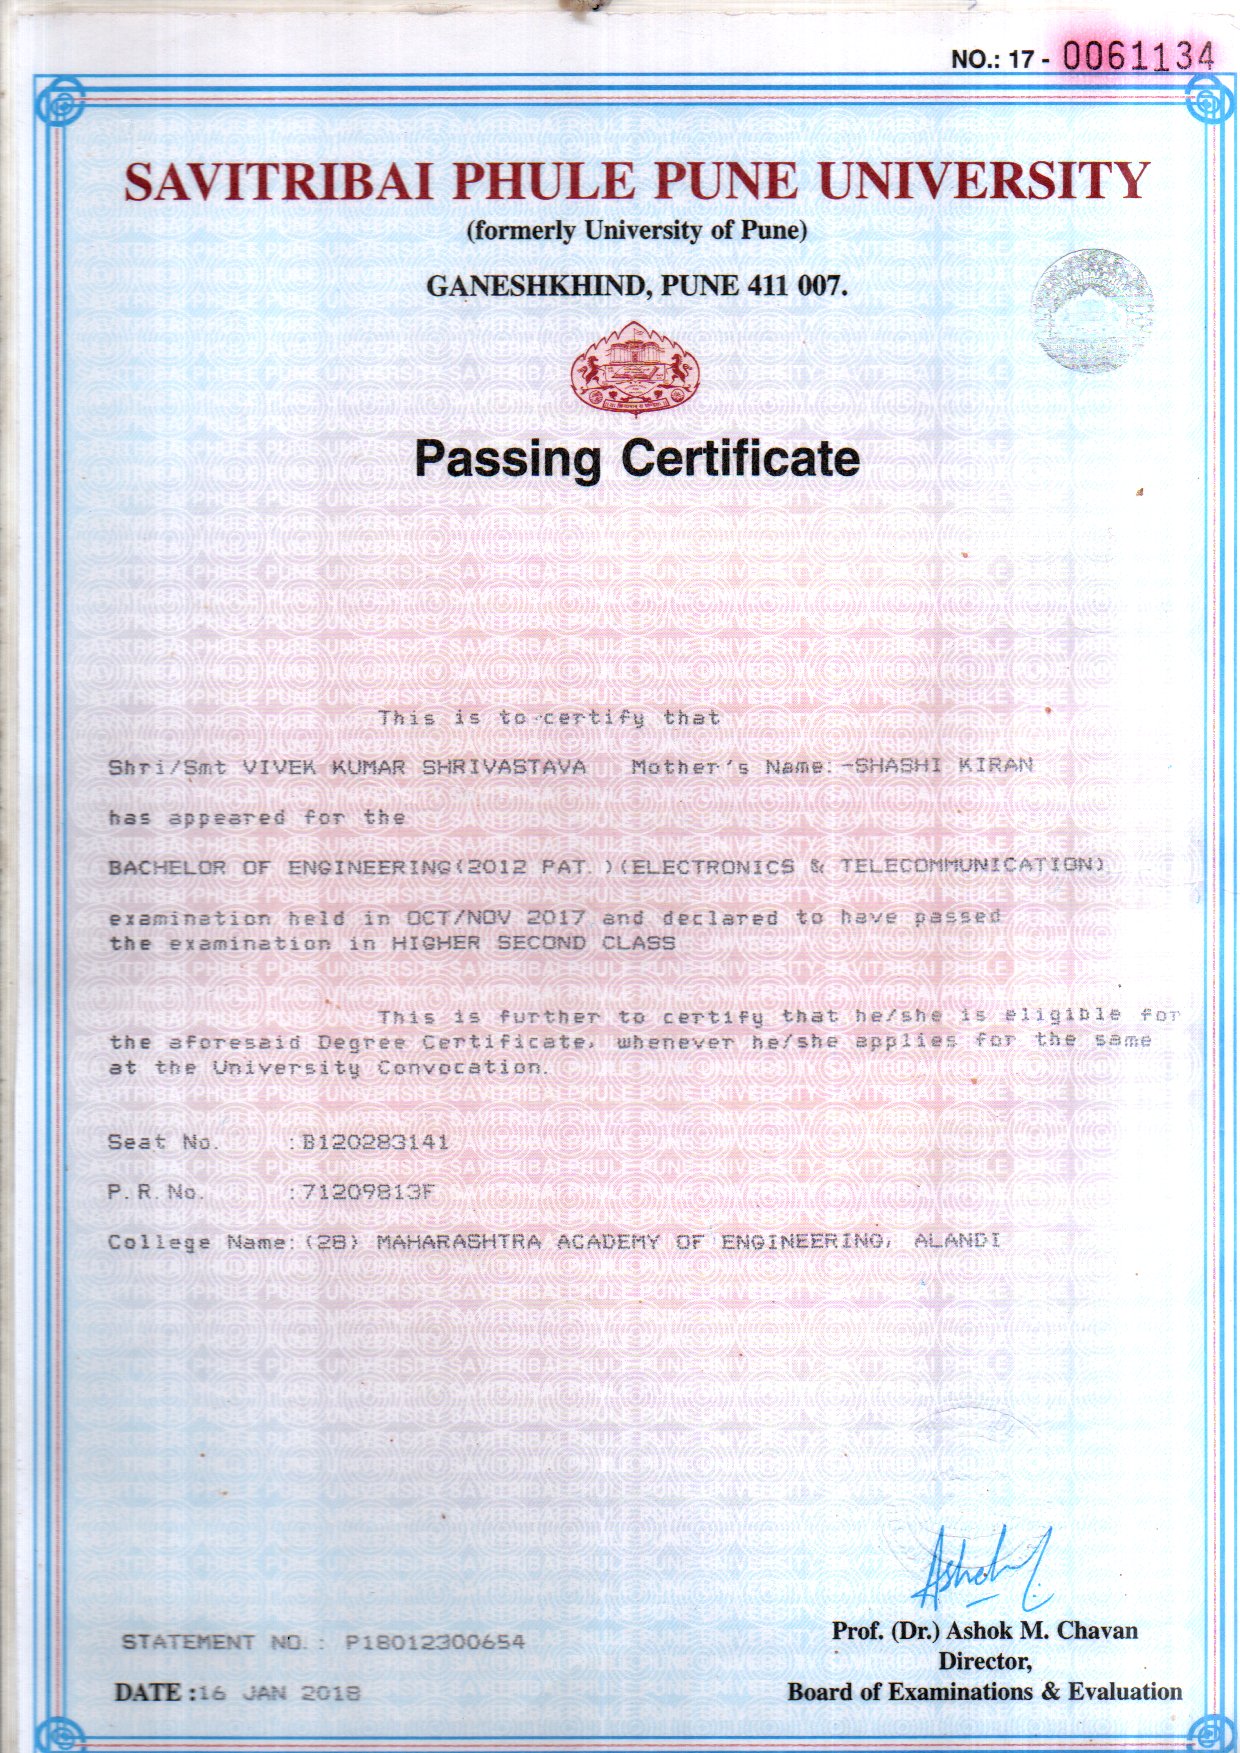 NO.: 17 - 0061134
SAVITRIBAI PHULE PUNE UNIVERSITY
(formerly University of Pune)
GANESHKHIND, PUNE 411 007.
Passing Certificate
This is to certify that
Shri/Smt VIVEK KUMAR SHRIVASTAVA Mother's Name:-SHASHI KIRAN
has appeared for the
BACHELOR OF ENGINEERING(2012 PAT.)(ELECTRONICS & TELECOMMUNICATION)
examination held in OCT/NOV 2017 and declared to have passed
the examination in HIGHER SECOND CLASS
This is further to certify that he/she is eligible for
the aforesaid Degree Certificate, whenever he/she applies for the same
at the University Convocation.
Seat No. :B120283141
P.R.No. :71209813F
College Name:(28) MAHARASHTRA ACADEMY OF ENGINEERING, ALANDI
STATEMENT NO.: P18012300654
Prof. (Dr.) Ashok M. Chavan
Director,
DATE :16 JAN 2018
Board of Examinations & Evaluation